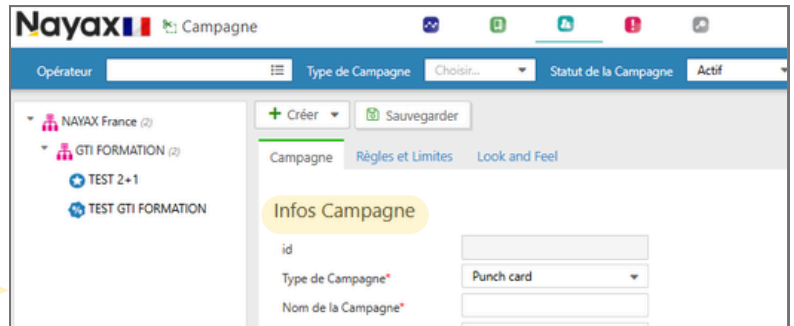 Nayax Campagne
Opérateur Type de Campagne Choisir... Statut de la Campagne Actif
NAYAX France (2)
GTI FORMATION (2)
TEST 2+1
TEST GTI FORMATION
+ Créer Sauvegarder
Campagne Règles et Limites Look and Feel
Infos Campagne
id
Type de Campagne* Punch card
Nom de la Campagne*